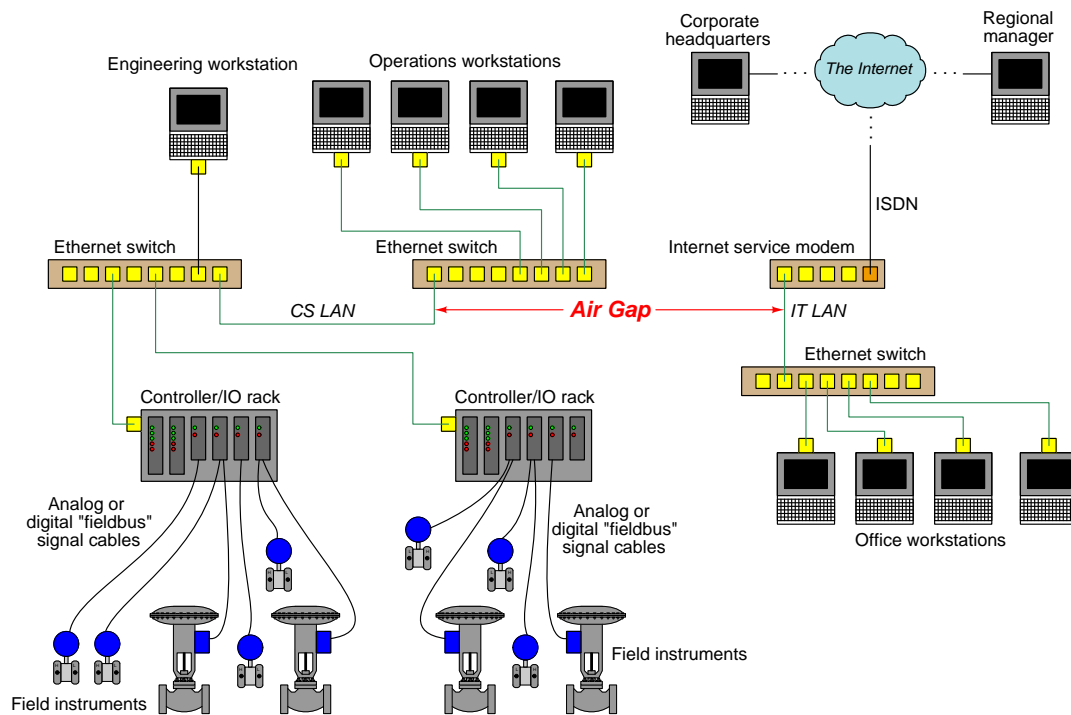 Corporate
headquarters
Regional
manager
Engineering workstation
Operations workstations
The Internet
ISDN
Ethernet switch
Ethernet switch
Internet service modem
CS LAN
Air Gap
IT LAN
Ethernet switch
Controller/IO rack
Controller/IO rack
Analog or
digital "fieldbus"
signal cables
Analog or
digital "fieldbus"
signal cables
Office workstations
Field instruments
Field instruments